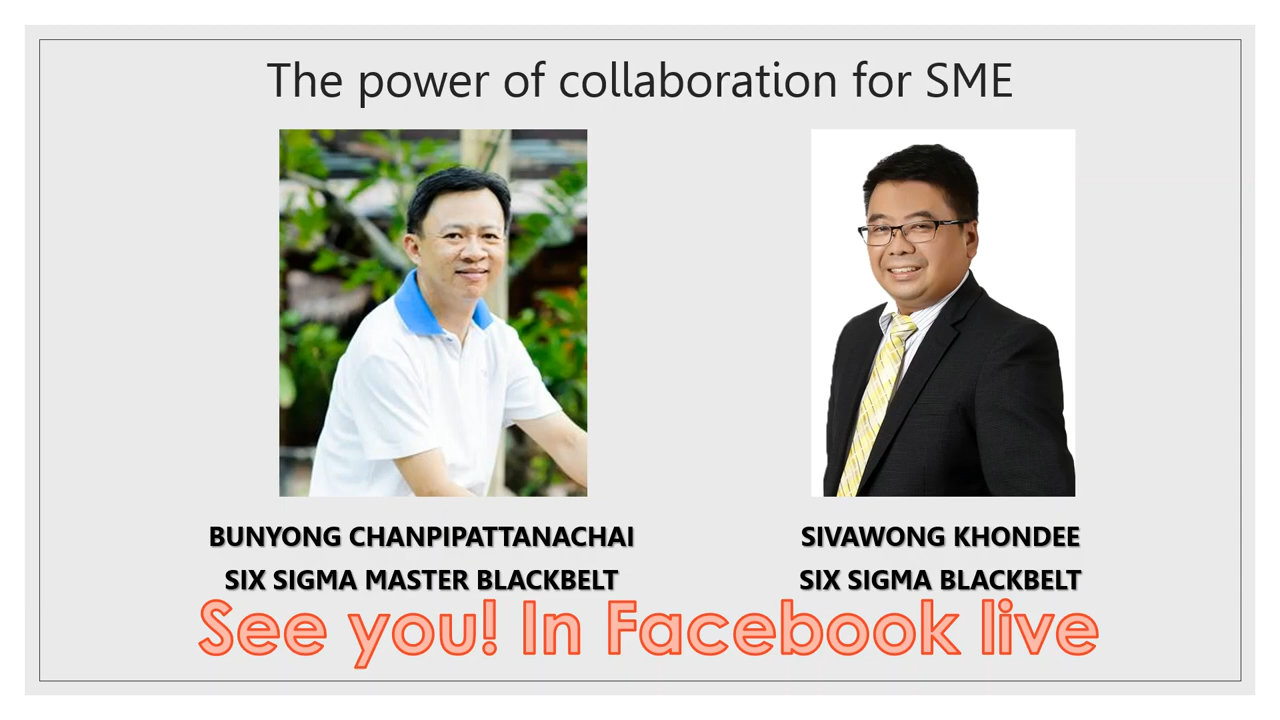 The power of collaboration for SME
BUNYONG CHANPIPATTANACHAI
SIX SIGMA MASTER BLACKBELT
SIVAWONG KHONDEE
SIX SIGMA BLACKBELT
See you! In Facebook live